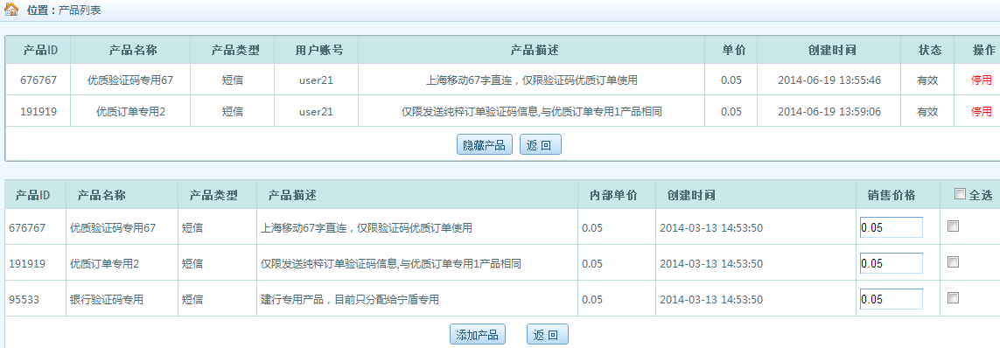 位置：产品列表
产品ID 产品名称 产品类型 用户账号 产品描述 单价 创建时间 状态 操作
676767 优质验证码专用67 短信 user21 上海移动67字直连，仅限验证码优质订单使用 0.05 2014-06-19 13:55:46 有效 停用
191919 优质订单专用2 短信 user21 仅限发送纯粹订单验证码信息,与优质订单专用1产品相同 0.05 2014-06-19 13:59:06 有效 停用
隐藏产品 返 回
产品ID 产品名称 产品类型 产品描述 内部单价 创建时间 销售价格 全选
676767 优质验证码专用67 短信 上海移动67字直连，仅限验证码优质订单使用 0.05 2014-03-13 14:53:50 0.05
191919 优质订单专用2 短信 仅限发送纯粹订单验证码信息,与优质订单专用1产品相同 0.05 2014-03-13 14:53:50 0.05
95533 银行验证码专用 短信 建行专用产品，目前只分配给宁盾专用 0.05 2014-03-13 14:53:50 0.05
添加产品 返 回